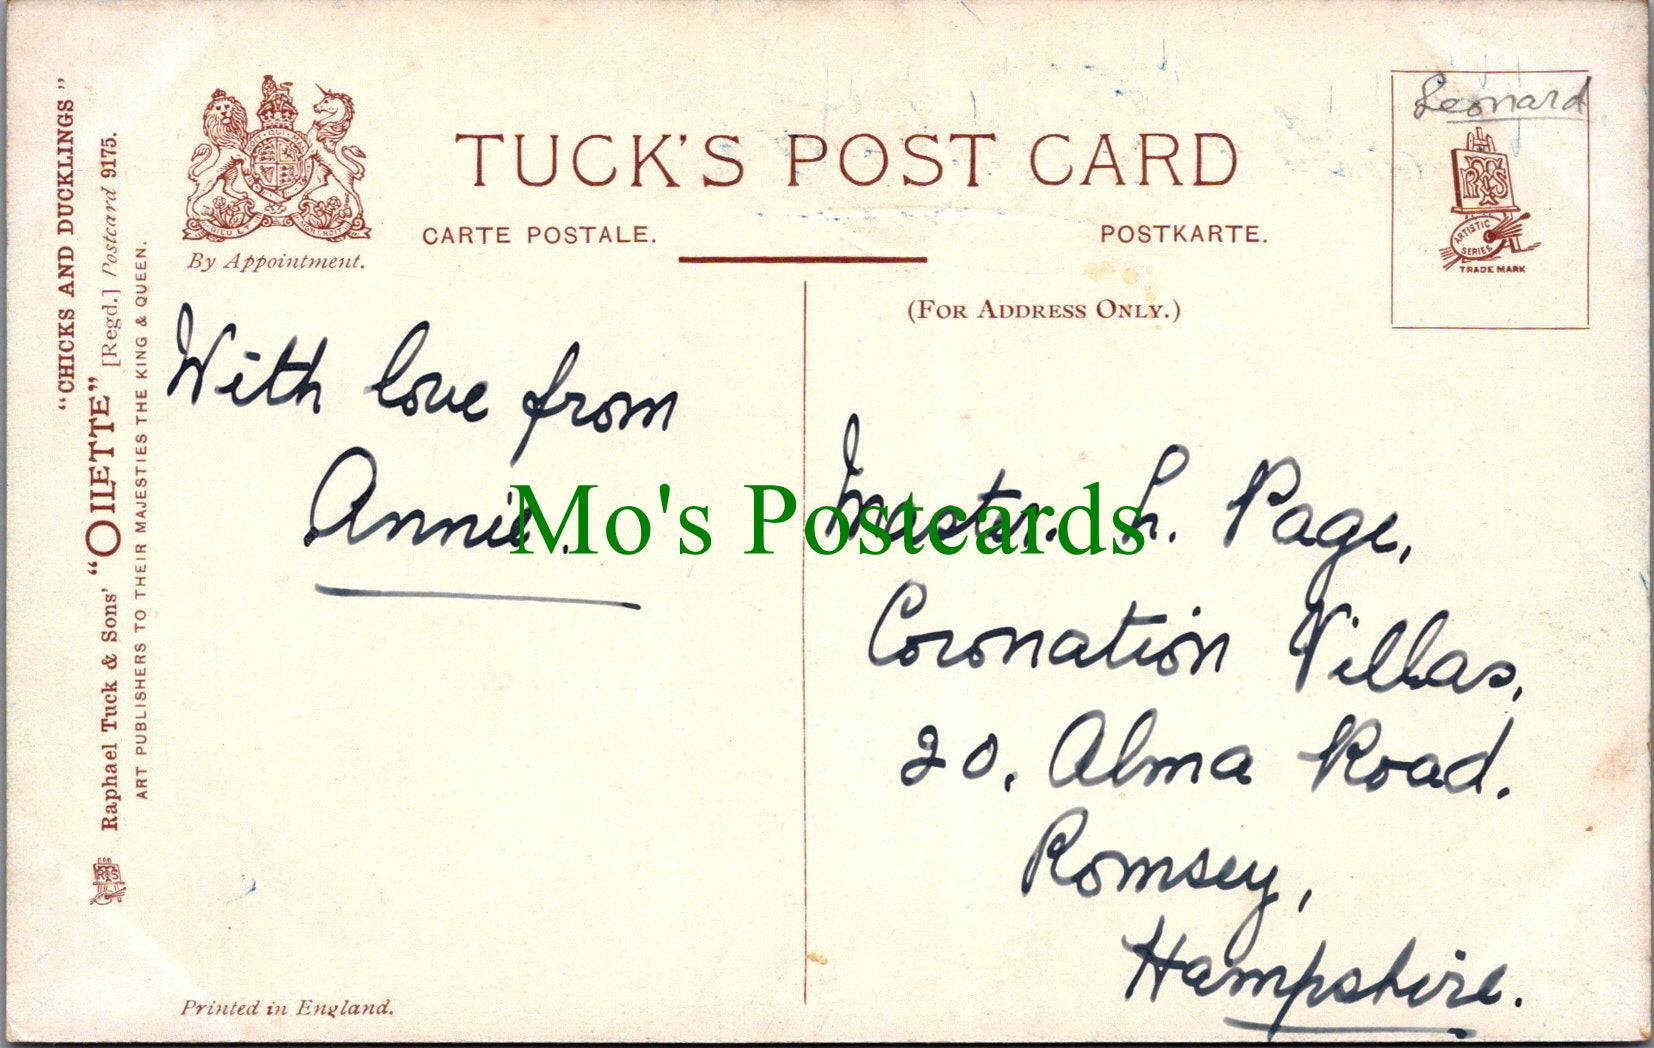 "CHICKS AND DUCKLINGS"
Raphael Tuck & Sons' "OILETTE" [Regd.] Postcard 9175.
ART PUBLISHERS TO THEIR MAJESTIES THE KING & QUEEN.
By Appointment.
TUCK'S POST CARD
CARTE POSTALE.
POSTKARTE.
(FOR ADDRESS ONLY.)
Leonard
ARTISTIC
SERIES
TRADE MARK
With love from
Annie.
Mo's Postcards
Master. L. Page,
Coronation Villas,
20, Alma Road.
Romsey,
Hampshire.
Printed in England.